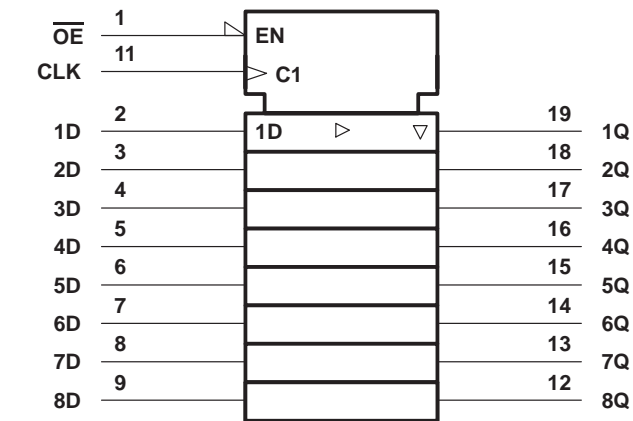 OE 1 EN
CLK 11 C1
1D 2 1D 19 1Q
2D 3 18 2Q
3D 4 17 3Q
4D 5 16 4Q
5D 6 15 5Q
6D 7 14 6Q
7D 8 13 7Q
8D 9 12 8Q